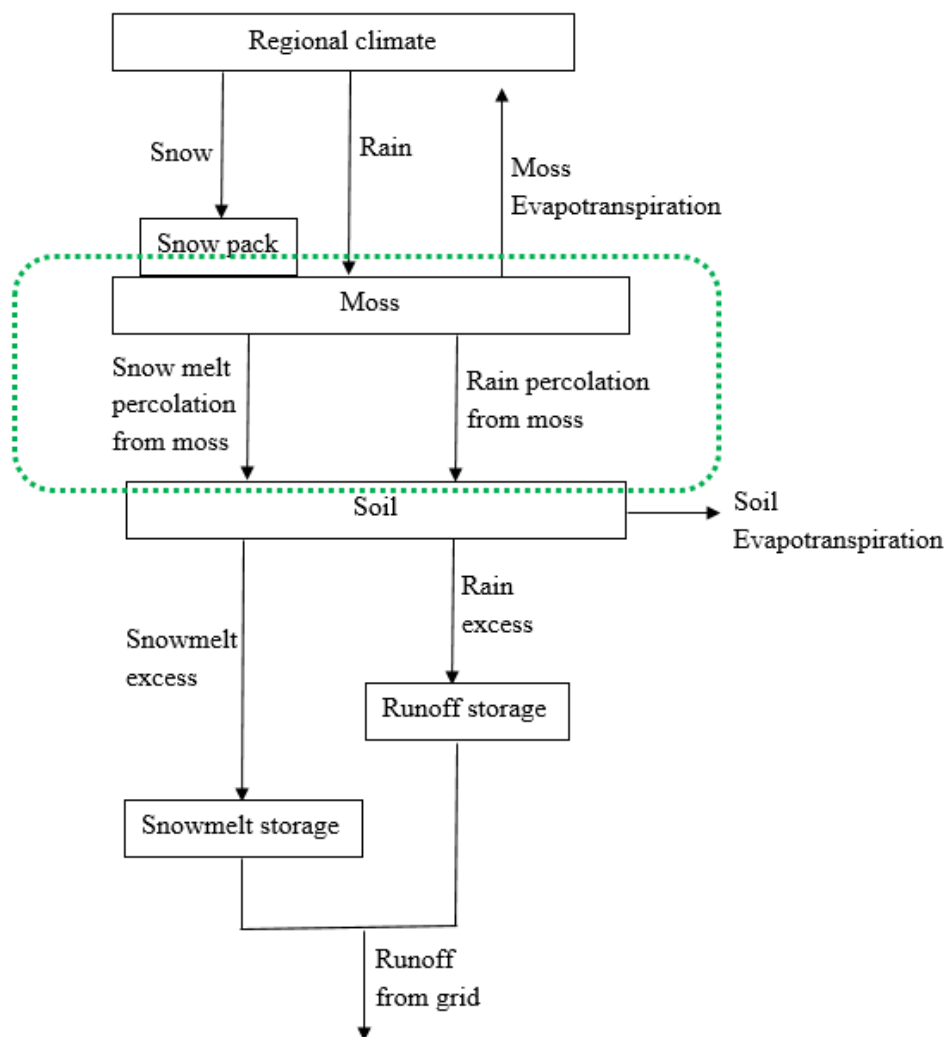 Regional climate
Snow
Rain
Moss
Evapotranspiration
Snow pack
Moss
Snow melt
percolation
from moss
Rain percolation
from moss
Soil
Soil
Evapotranspiration
Rain
excess
Snowmelt
excess
Runoff storage
Snowmelt storage
Runoff
from grid